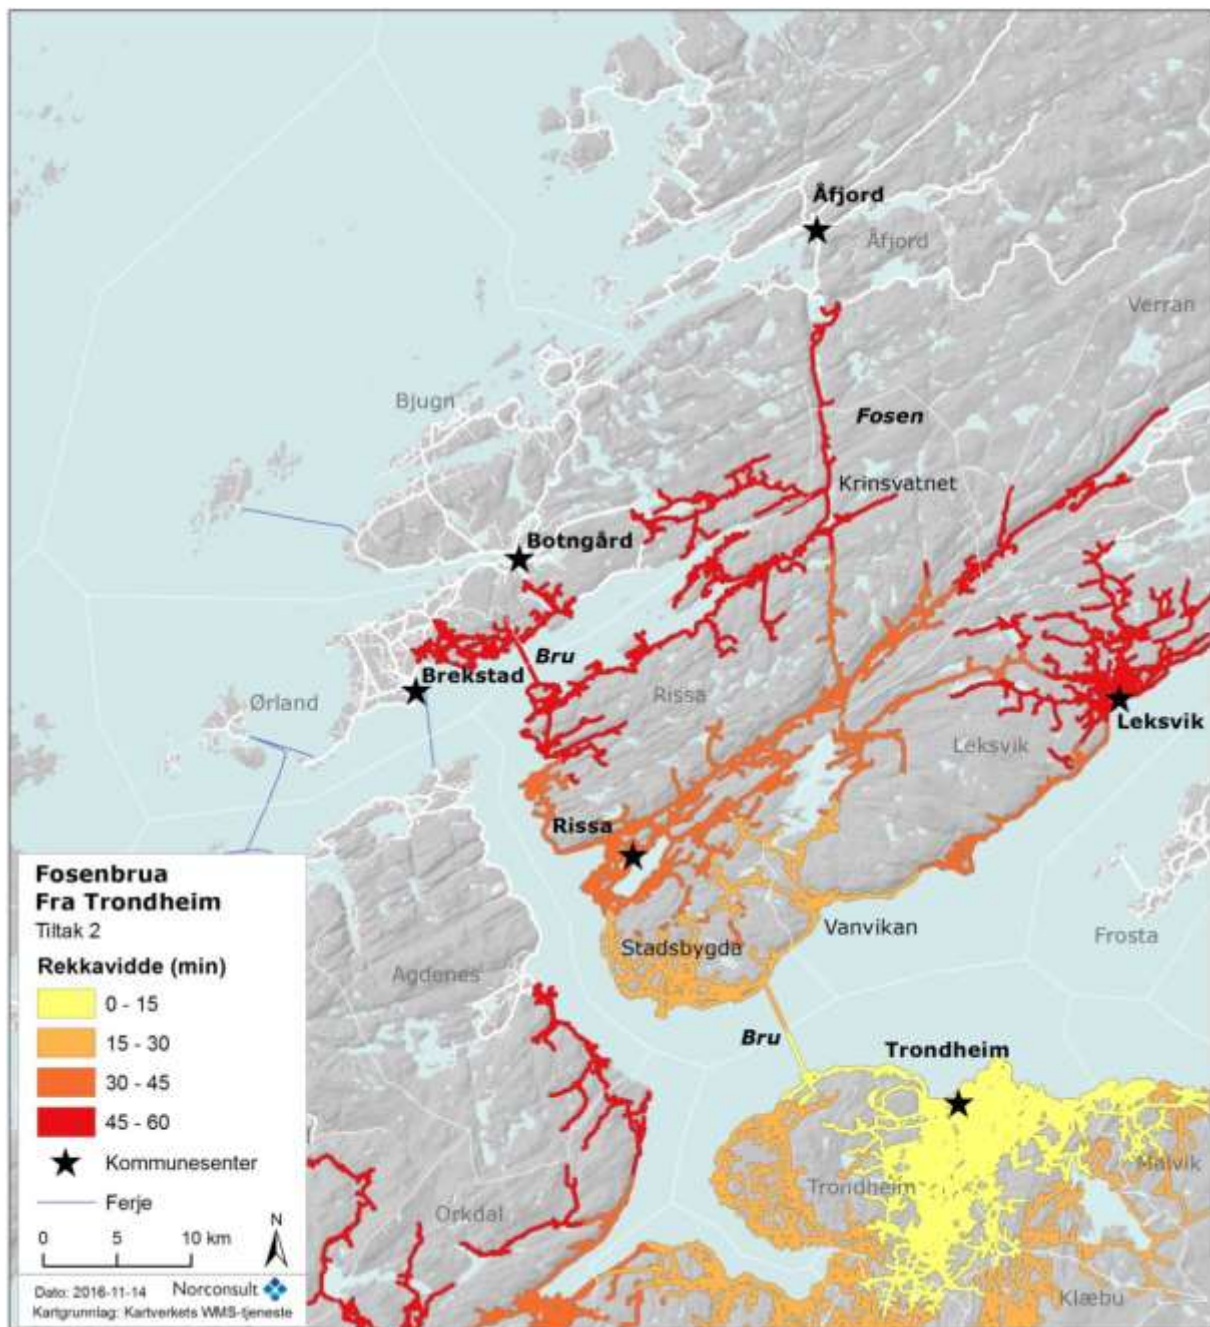 Åfjord
Åfjord
Verran
Bjugn
Fosen
Krinsvatnet
Botngård
Bru
Brekstad
Rissa
Ørland
Leksvik
Leksvik
Rissa
Vanvikan
Frosta
Stadsbygda
Agdenes
Bru
Trondheim
Malvik
Trondheim
Orkdal
Klæbu
Fosenbrua
Fra Trondheim
Tiltak 2
Rekkavidde (min)
0 - 15
15 - 30
30 - 45
45 - 60
Kommunesenter
Ferje
N
0 5 10 km
Dato: 2016-11-14 Norconsult
Kartgrunnlag: Kartverkets WMS-tjeneste